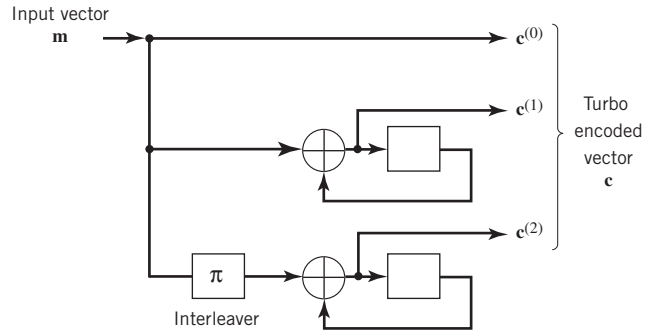 Input vector
m
c(0)
c(1)
Turbo
encoded
vector
c
c(2)
π
Interleaver